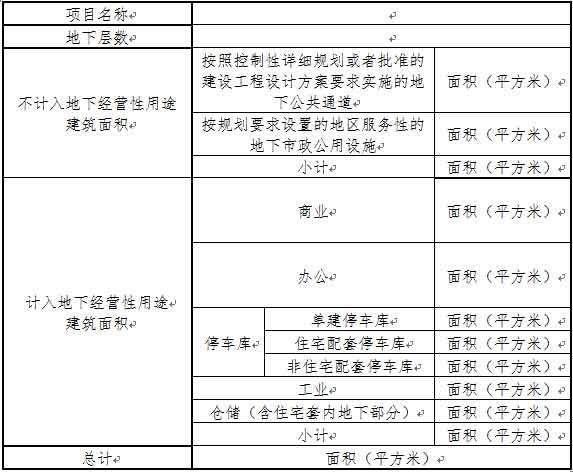 项目名称
地下层数
不计入地下经营性用途
建筑面积
按照控制性详细规划或者批准的
建设工程设计方案要求实施的地
下公共通道
面积（平方米）
按规划要求设置的地区服务性的
地下市政公用设施
面积（平方米）
小计
面积（平方米）
计入地下经营性用途
建筑面积
商业
面积（平方米）
办公
面积（平方米）
停车库
单建停车库
面积（平方米）
住宅配套停车库
面积（平方米）
非住宅配套停车库
面积（平方米）
工业
面积（平方米）
仓储（含住宅套内地下部分）
面积（平方米）
小计
面积（平方米）
总计
面积（平方米）